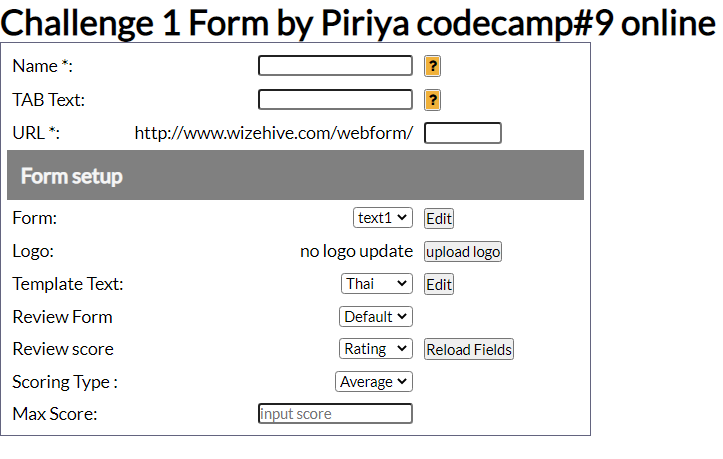 Challenge 1 Form by Piriya codecamp#9 online
Name *: ?
TAB Text: ?
URL *: http://www.wizehive.com/webform/
Form setup
Form: text1 Edit
Logo: no logo update upload logo
Template Text: Thai Edit
Review Form Default
Review score Rating Reload Fields
Scoring Type : Average
Max Score: input score